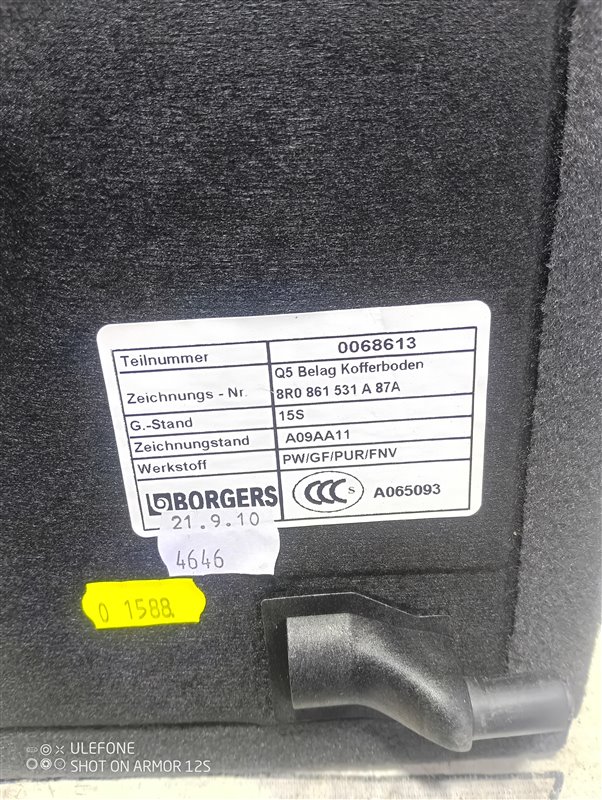 Teilnummer 0068613
Q5 Belag Kofferboden
Zeichnungs - Nr. 8R0 861 531 A 87A
G.-Stand 15S
Zeichnungstand A09AA11
Werkstoff PW/GF/PUR/FNV
BORGERS CCC S A065093
21.9.10
4646
0 1588
ULEFONE
SHOT ON ARMOR 12S